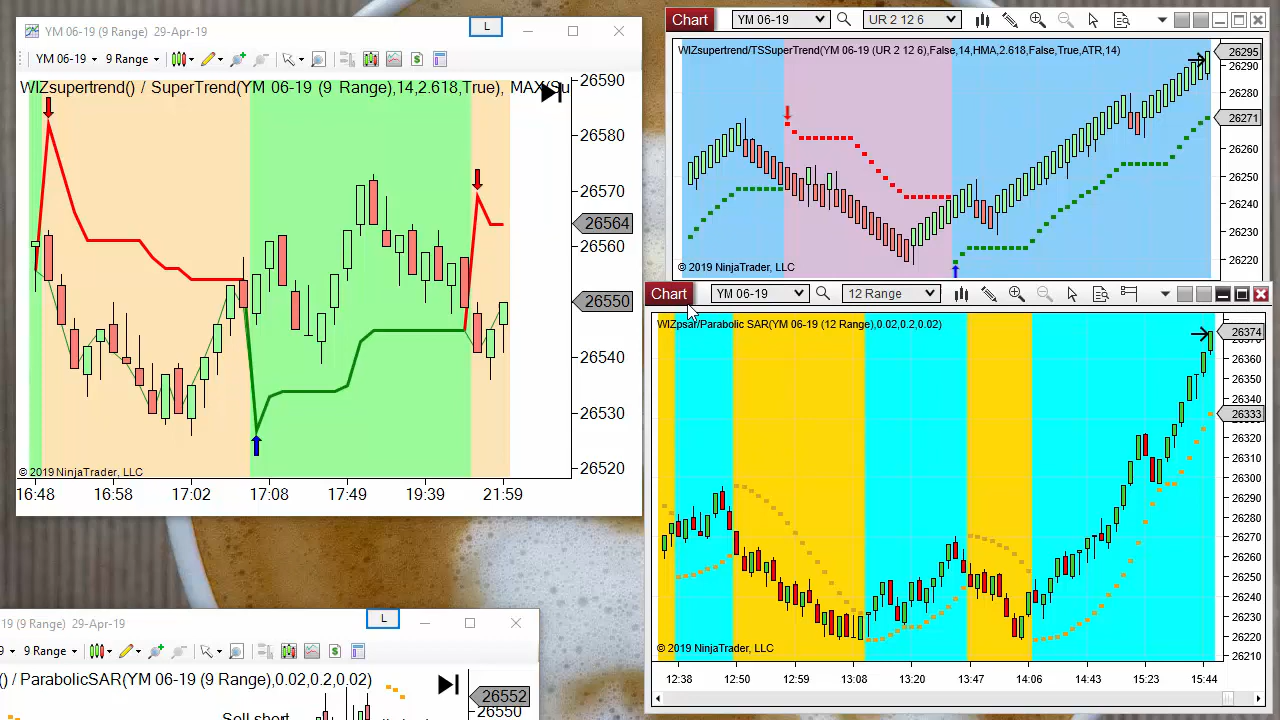 YM 06-19 (9 Range) 29-Apr-19
L
YM 06-19
9 Range
WIZsupertrend() / SuperTrend(YM 06-19 (9 Range),14,2.618,True), MAX(Su
26590
26580
26570
26564
26560
26550
26540
26530
26520
© 2019 NinjaTrader, LLC
16:48
16:58
17:02
17:08
17:49
19:39
21:59
Chart
YM 06-19
UR 2 12 6
WIZsupertrend/TSSuperTrend(YM 06-19 (UR 2 12 6),False,14,HMA,2.618,False,True,ATR,14)
26295
26290
26280
26271
26260
26250
26240
26230
26220
© 2019 NinjaTrader, LLC
Chart
YM 06-19
12 Range
WIZpsar/Parabolic SAR(YM 06-19 (12 Range),0.02,0.2,0.02)
26374
26360
26350
26340
26333
26320
26310
26300
26290
26280
26270
26260
26250
26240
26230
26220
26210
© 2019 NinjaTrader, LLC
12:38
12:50
12:59
13:08
13:20
13:47
14:06
15:23
15:44
-19 (9 Range) 29-Apr-19
L
9 Range
() / ParabolicSAR(YM 06-19 (9 Range),0.02,0.2,0.02)
26552
26550
Sell short